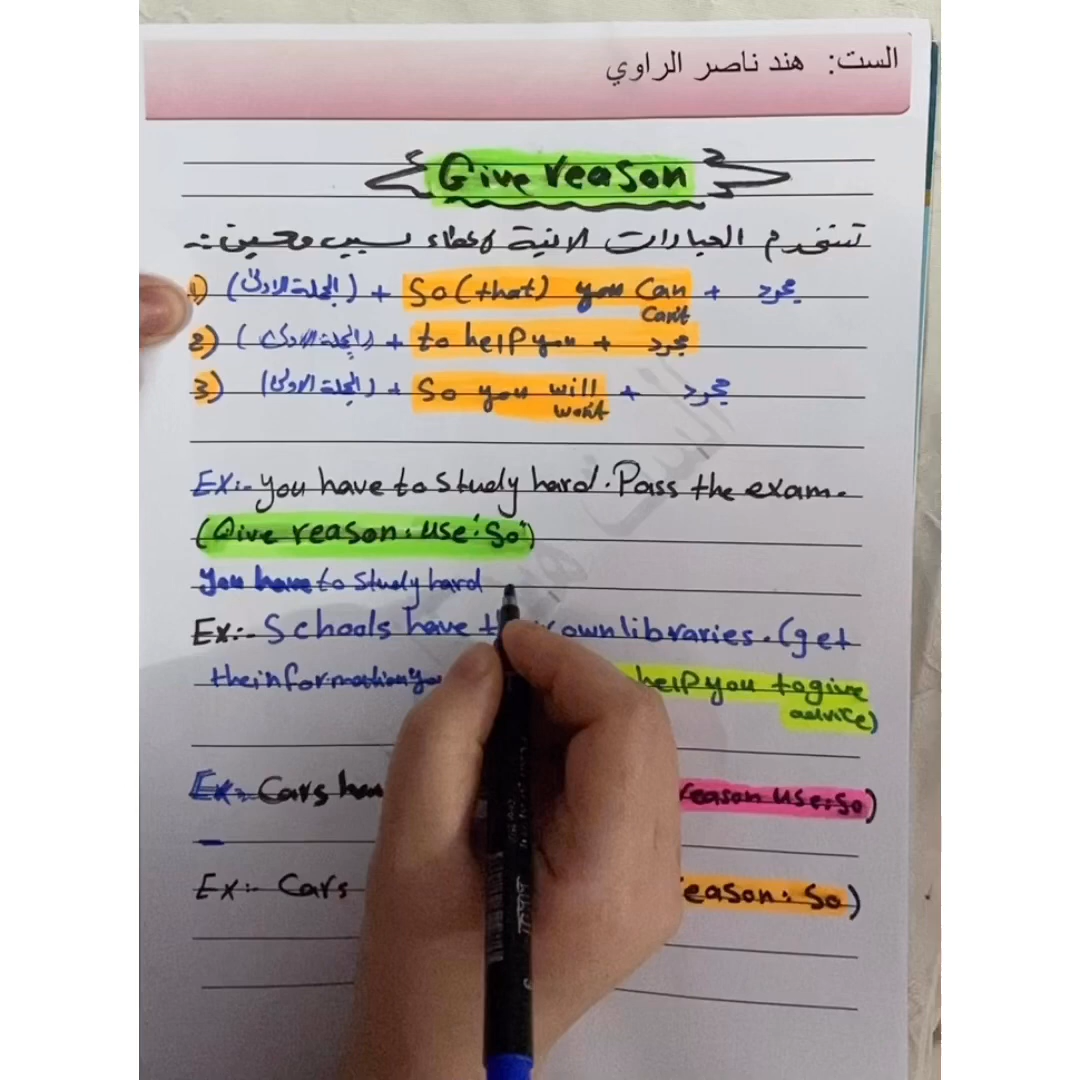 الست: هند ناصر الراوي
Give reason
تستخدم العبارات الاتية لاعطاء سبب معين :-
1) (الجملة الاولى) + So (that) you Can + مجرد
Can't
2) (الجملة الاولى) + to help you + مجرد
3) (الجملة الاولى) + So you will + مجرد
won't
EX:- you have to study hard. Pass the exam.
(Give reason: use "So")
you have to study hard
Ex:- Schools have own libraries. (get
the information help you to give
advice)
Ex:- Cars reason use: So)
Ex:- Cars eason: So)
الست